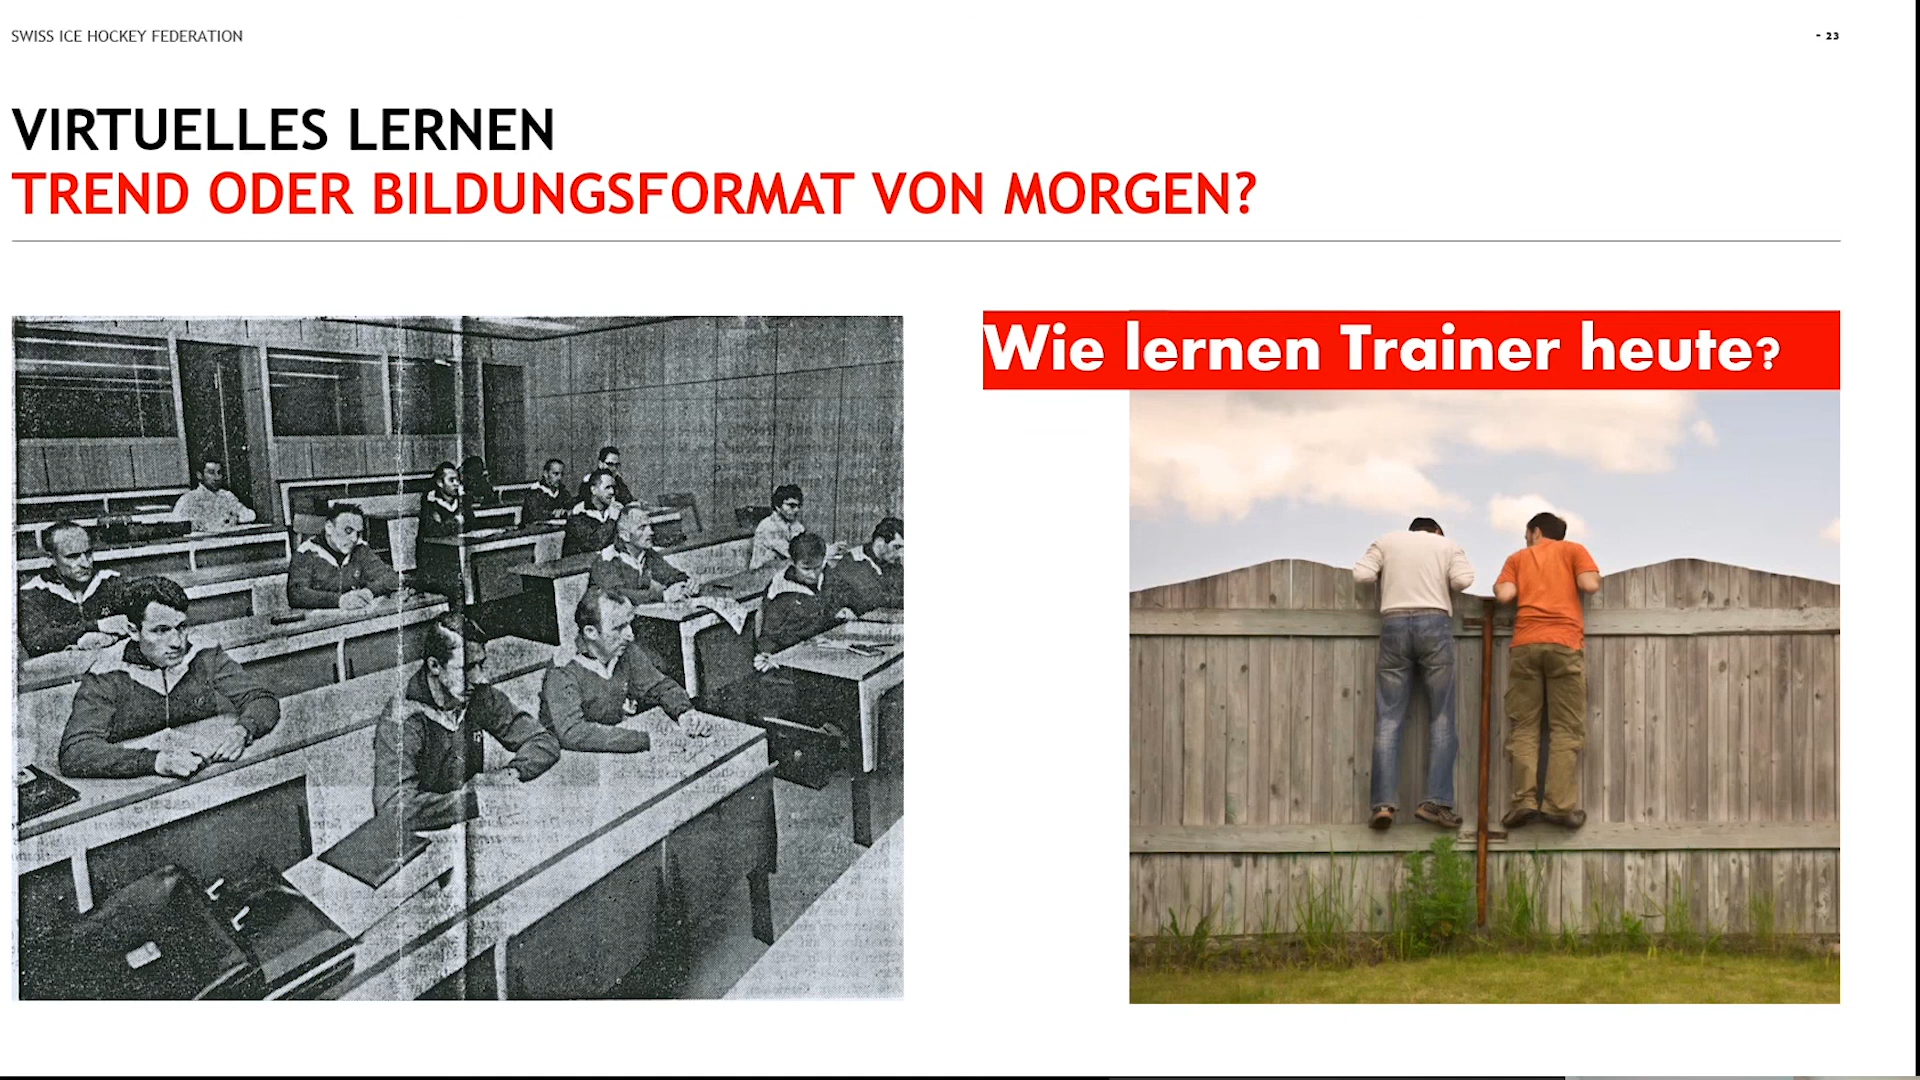 SWISS ICE HOCKEY FEDERATION
- 23
VIRTUELLES LERNEN
TREND ODER BILDUNGSFORMAT VON MORGEN?
Wie lernen Trainer heute?